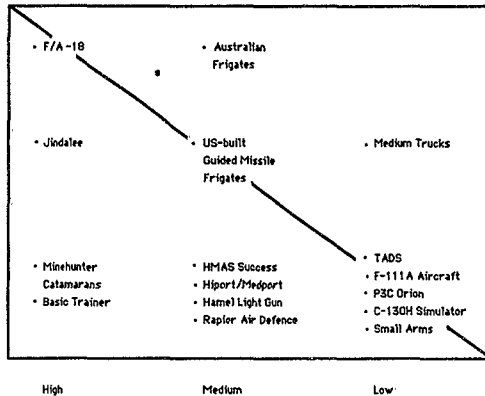 • F/A-18
• Australian
Frigates
• Jindalee
• US-built
Guided Missile
Frigates
• Medium Trucks
• Minehunter
Catamarans
• Basic Trainer
• HMAS Success
• Hiport/Medport
• Hamel Light Gun
• Rapier Air Defence
• TADS
• F-111A Aircraft
• P3C Orion
• C-130H Simulator
• Small Arms
High
Medium
Low